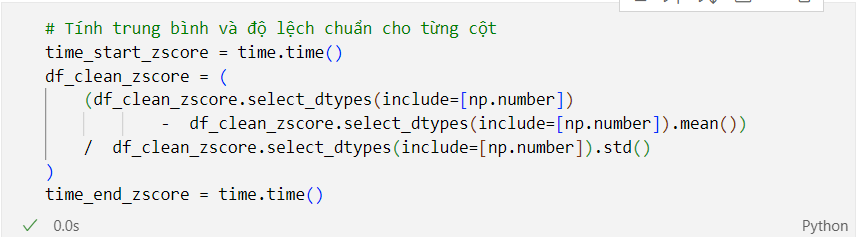 # Tính trung bình và độ lệch chuẩn cho từng cột
time_start_zscore = time.time()
df_clean_zscore = (
    (df_clean_zscore.select_dtypes(include=[np.number])
            -  df_clean_zscore.select_dtypes(include=[np.number]).mean())
    /  df_clean_zscore.select_dtypes(include=[np.number]).std()
)
time_end_zscore = time.time()
0.0s Python